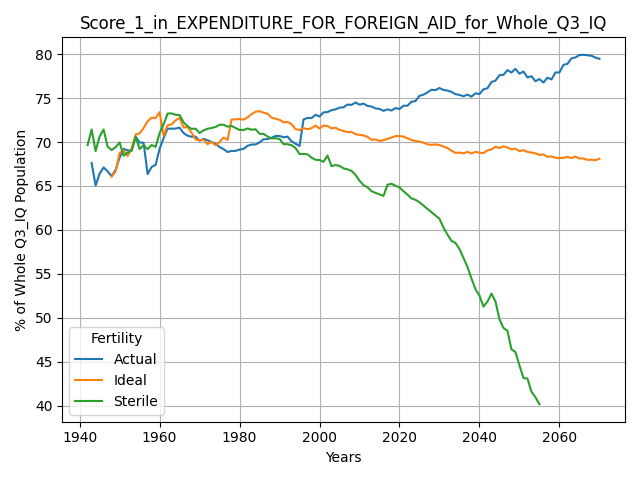 Score_1_in_EXPENDITURE_FOR_FOREIGN_AID_for_Whole_Q3_IQ
% of Whole Q3_IQ Population
80
75
70
65
60
55
50
45
40
Fertility
Actual
Ideal
Sterile
1940 1960 1980 2000 2020 2040 2060
Years